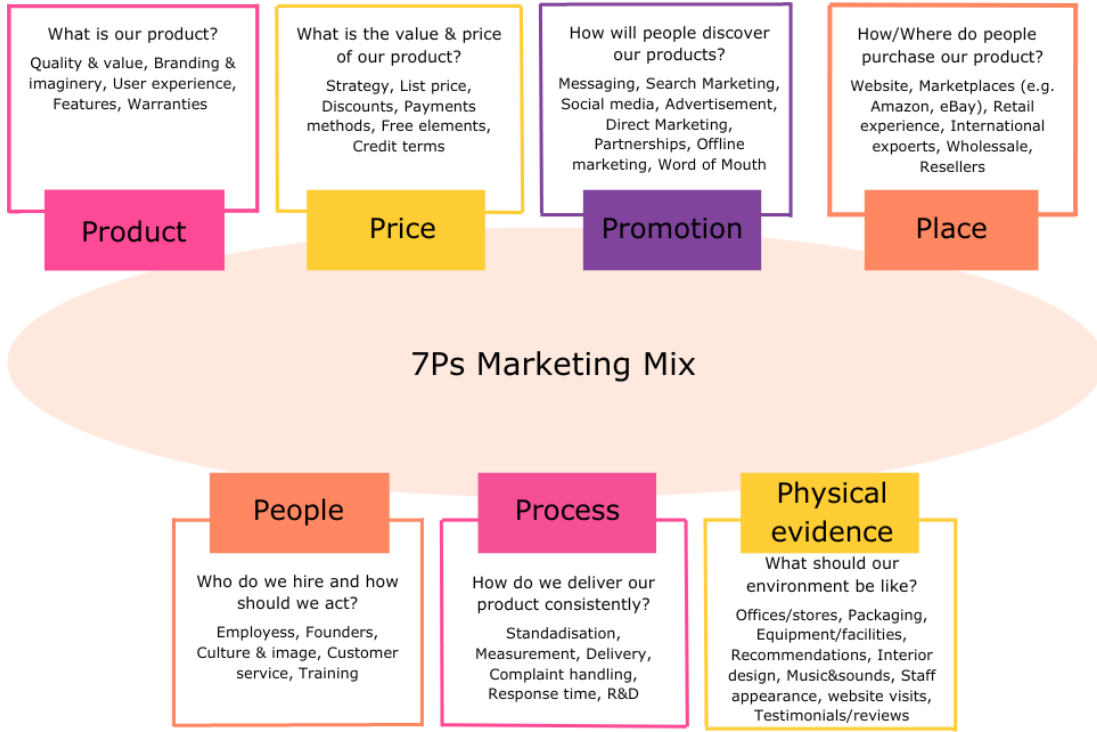 What is our product?
Quality & value, Branding &
imaginery, User experience,
Features, Warranties
Product
What is the value & price
of our product?
Strategy, List price,
Discounts, Payments
methods, Free elements,
Credit terms
Price
How will people discover
our products?
Messaging, Search Marketing,
Social media, Advertisement,
Direct Marketing,
Partnerships, Offline
marketing, Word of Mouth
Promotion
How/Where do people
purchase our product?
Website, Marketplaces (e.g.
Amazon, eBay), Retail
experience, International
expoerts, Wholessale,
Resellers
Place
7Ps Marketing Mix
People
Who do we hire and how
should we act?
Employess, Founders,
Culture & image, Customer
service, Training
Process
How do we deliver our
product consistently?
Standadisation,
Measurement, Delivery,
Complaint handling,
Response time, R&D
Physical
evidence
What should our
environment be like?
Offices/stores, Packaging,
Equipment/facilities,
Recommendations, Interior
design, Music&sounds, Staff
appearance, website visits,
Testimonials/reviews